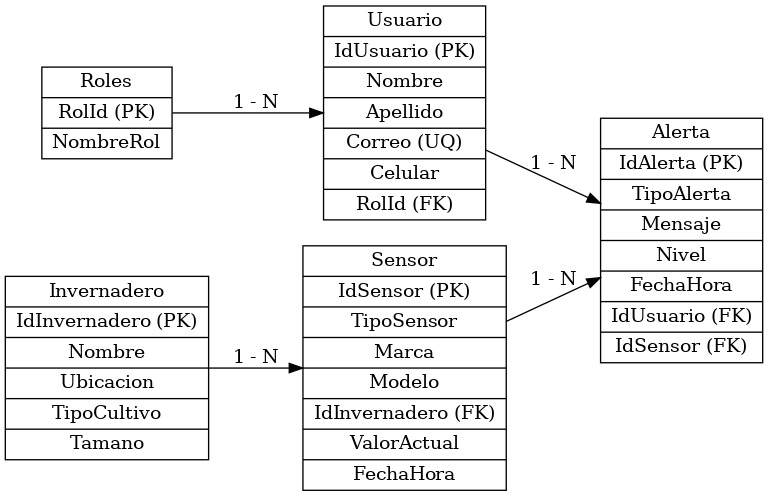 Roles
RolId (PK)
NombreRol
1 - N
Usuario
IdUsuario (PK)
Nombre
Apellido
Correo (UQ)
Celular
RolId (FK)
1 - N
Invernadero
IdInvernadero (PK)
Nombre
Ubicacion
TipoCultivo
Tamano
1 - N
Sensor
IdSensor (PK)
TipoSensor
Marca
Modelo
IdInvernadero (FK)
ValorActual
FechaHora
1 - N
Alerta
IdAlerta (PK)
TipoAlerta
Mensaje
Nivel
FechaHora
IdUsuario (FK)
IdSensor (FK)